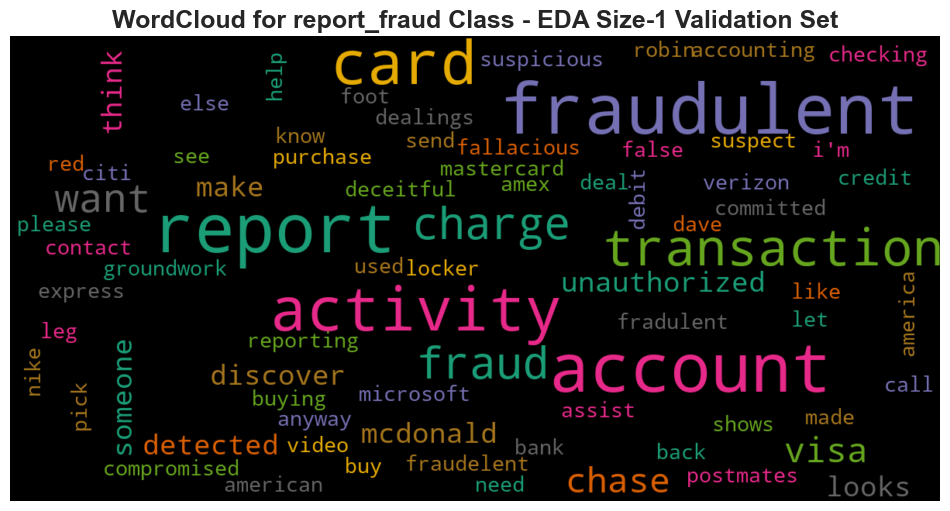 WordCloud for report_fraud Class - EDA Size-1 Validation Set
think
help
card
suspicious
robin
accounting
checking
else
foot
dealings
fraudulent
know
send
fallacious
false
suspect
i'm
red
citi
see
purchase
mastercard
want
make
deceitful
amex
deal
debit
verizon
credit
committed
please
contact
report
charge
dave
transaction
groundwork
used
locker
unauthorized
express
like
america
leg
activity
fradulent
let
reporting
nike
pick
someone
discover
fraud
account
buying
microsoft
call
anyway
assist
shows
made
detected
video
mcdonald
bank
back
visa
compromised
buy
fraudelent
american
need
chase
postmates
looks